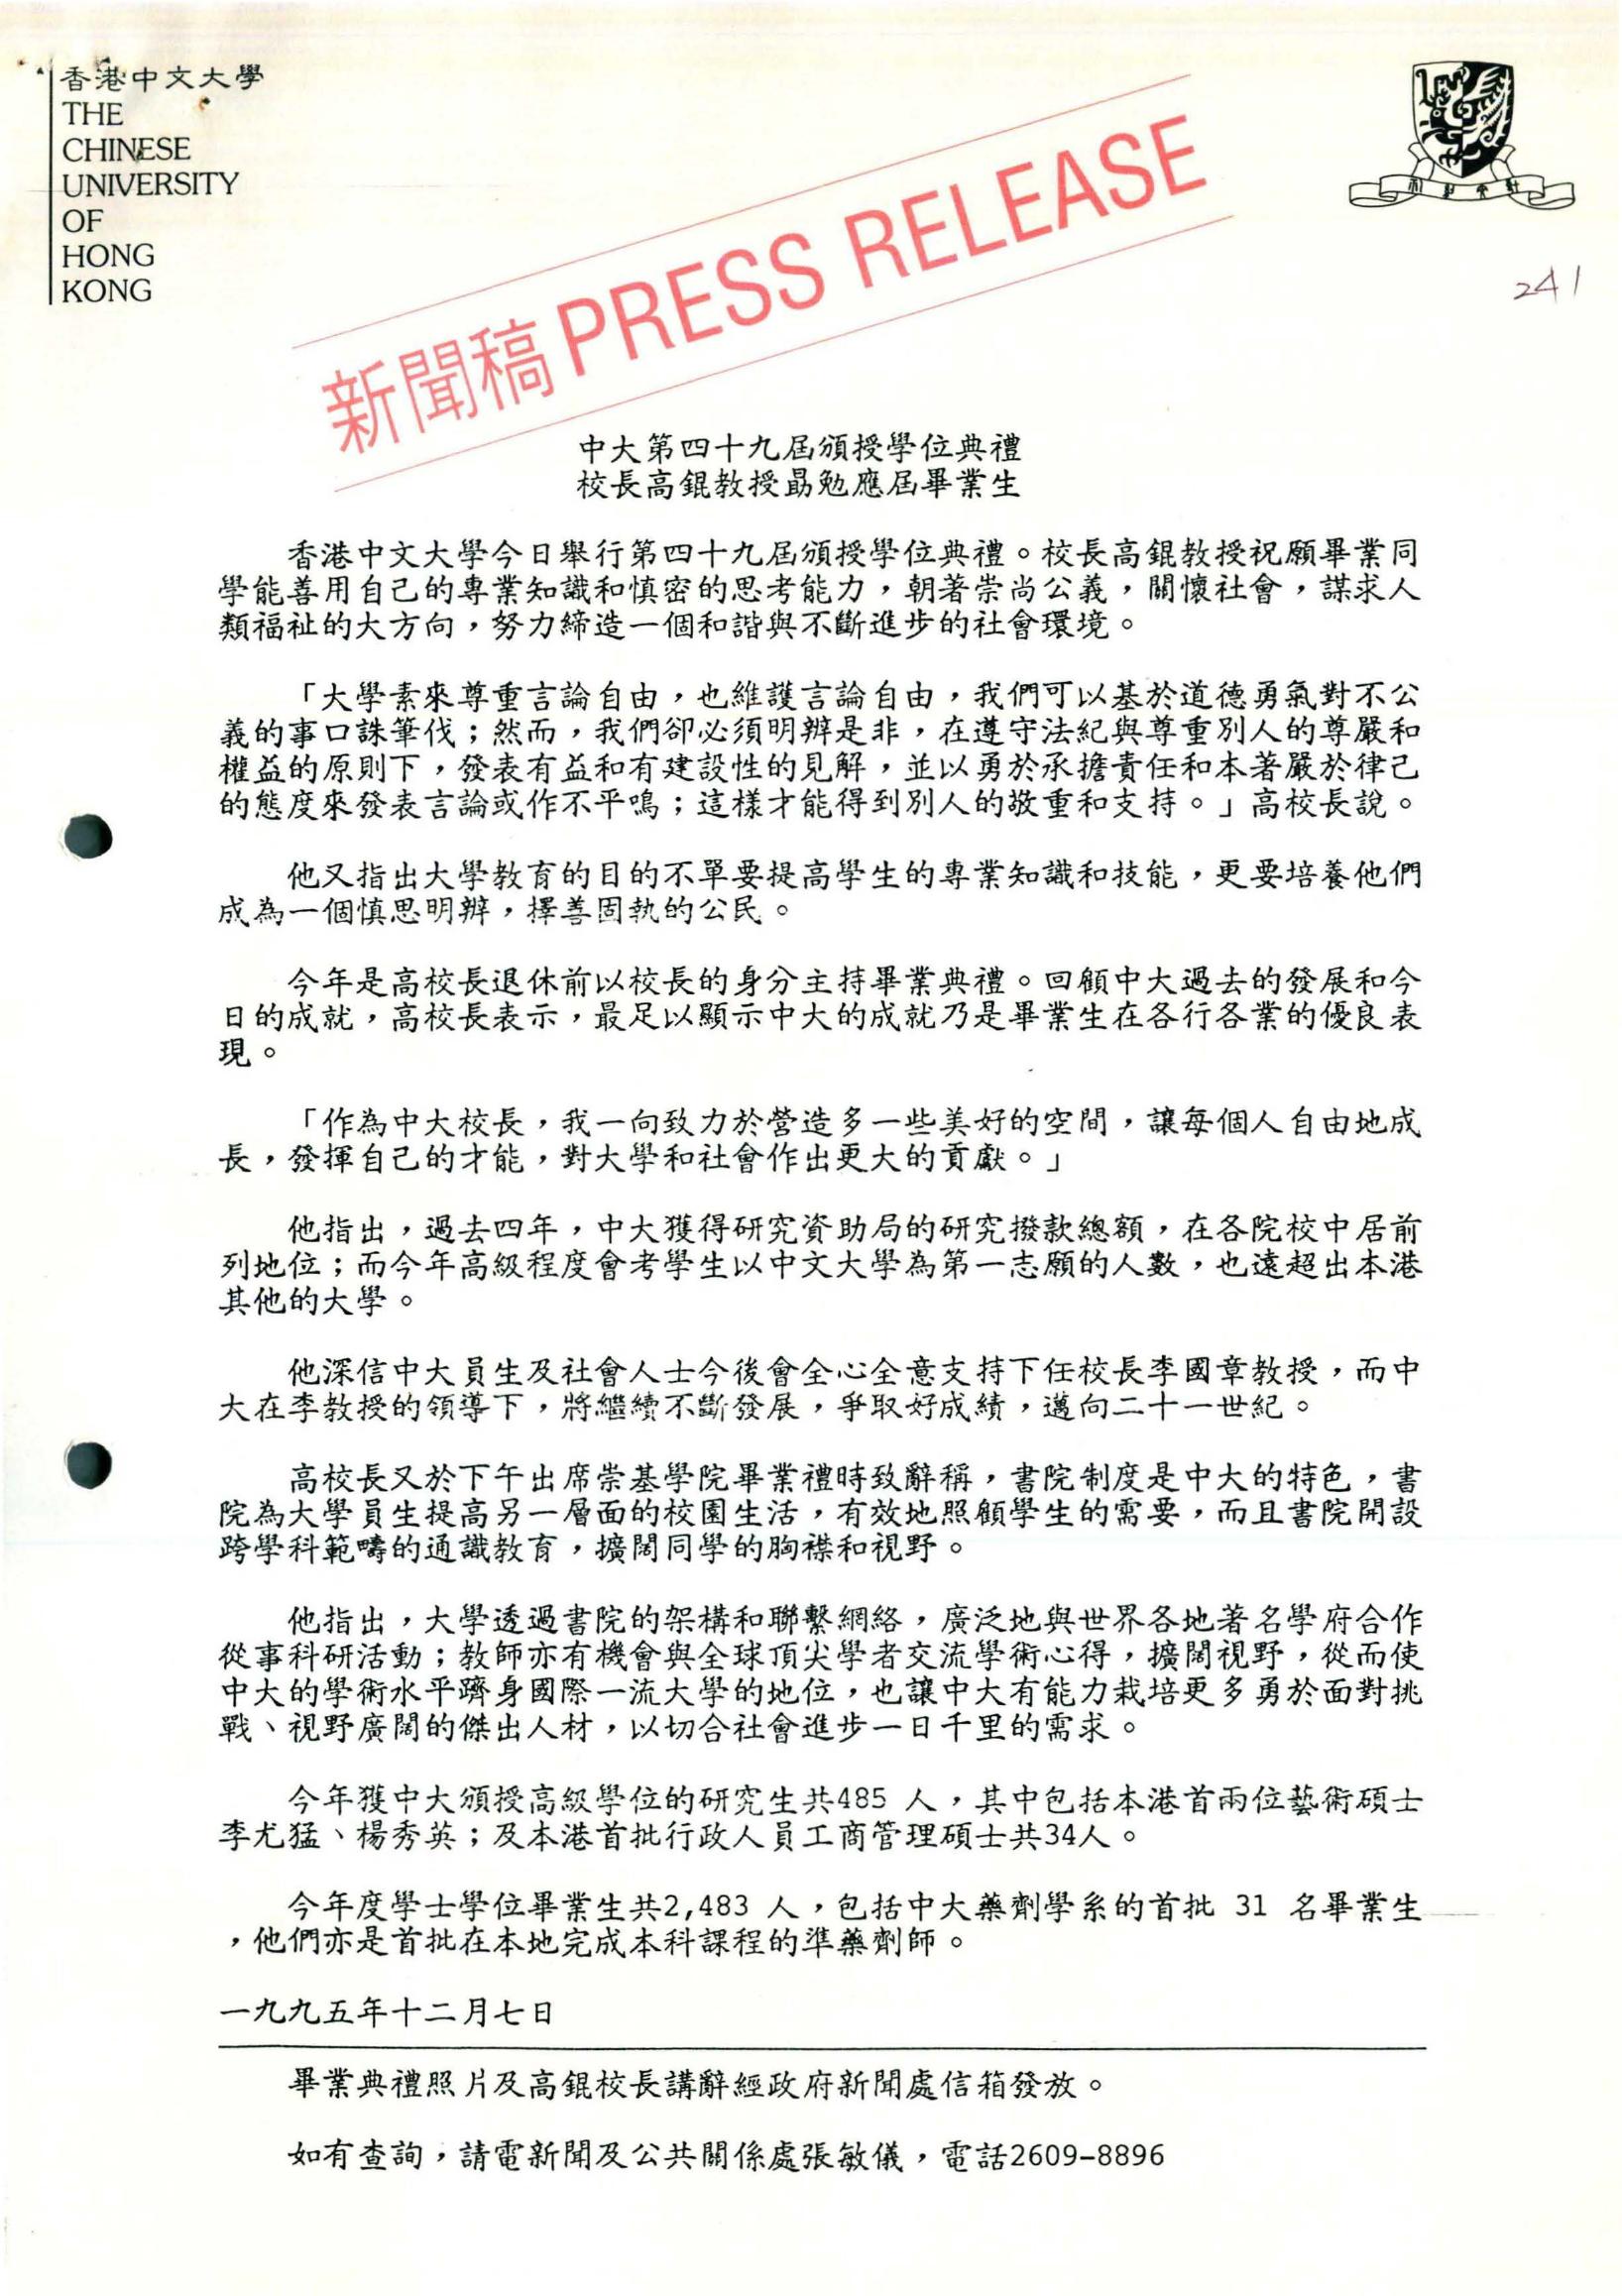 香港中文大學
THE
CHINESE
UNIVERSITY
OF
HONG
KONG
新聞稿 PRESS RELEASE
241
中大第四十九屆頒授學位典禮
校長高錕教授勗勉應屆畢業生
香港中文大學今日舉行第四十九屆頒授學位典禮。校長高錕教授祝願畢業同
學能善用自己的專業知識和慎密的思考能力，朝著崇尚公義，關懷社會，謀求人
類福祉的大方向，努力締造一個和諧與不斷進步的社會環境。
「大學素來尊重言論自由，也維護言論自由，我們可以基於道德勇氣對不公
義的事口誅筆伐；然而，我們卻必須明辨是非，在遵守法紀與尊重別人的尊嚴和
權益的原則下，發表有益和有建設性的見解，並以勇於承擔責任和本著嚴於律己
的態度來發表言論或作不平鳴；這樣才能得到別人的敬重和支持。」高校長說。
他又指出大學教育的目的不單要提高學生的專業知識和技能，更要培養他們
成為一個慎思明辨，擇善固執的公民。
今年是高校長退休前以校長的身分主持畢業典禮。回顧中大過去的發展和今
日的成就，高校長表示，最足以顯示中大的成就乃是畢業生在各行各業的優良表
現。
「作為中大校長，我一向致力於營造多一些美好的空間，讓每個人自由地成
長，發揮自己的才能，對大學和社會作出更大的貢獻。」
他指出，過去四年，中大獲得研究資助局的研究撥款總額，在各院校中居前
列地位；而今年高級程度會考學生以中文大學為第一志願的人數，也遠超出本港
其他的大學。
他深信中大員生及社會人士今後會全心全意支持下任校長李國章教授，而中
大在李教授的領導下，將繼續不斷發展，爭取好成績，邁向二十一世紀。
高校長又於下午出席崇基學院畢業禮時致辭稱，書院制度是中大的特色，書
院為大學員生提高另一層面的校園生活，有效地照顧學生的需要，而且書院開設
跨學科範疇的通識教育，擴闊同學的胸襟和視野。
他指出，大學透過書院的架構和聯繫網絡，廣泛地與世界各地著名學府合作
從事科研活動；教師亦有機會與全球頂尖學者交流學術心得，擴闊視野，從而使
中大的學術水平躋身國際一流大學的地位，也讓中大有能力栽培更多勇於面對挑
戰、視野廣闊的傑出人材，以切合社會進步一日千里的需求。
今年獲中大頒授高級學位的研究生共485 人，其中包括本港首兩位藝術碩士
李尤猛、楊秀英；及本港首批行政人員工商管理碩士共34人。
今年度學士學位畢業生共2,483 人，包括中大藥劑學系的首批 31 名畢業生
，他們亦是首批在本地完成本科課程的準藥劑師。
一九九五年十二月七日
畢業典禮照片及高錕校長講辭經政府新聞處信箱發放。
如有查詢，請電新聞及公共關係處張敏儀，電話2609-8896